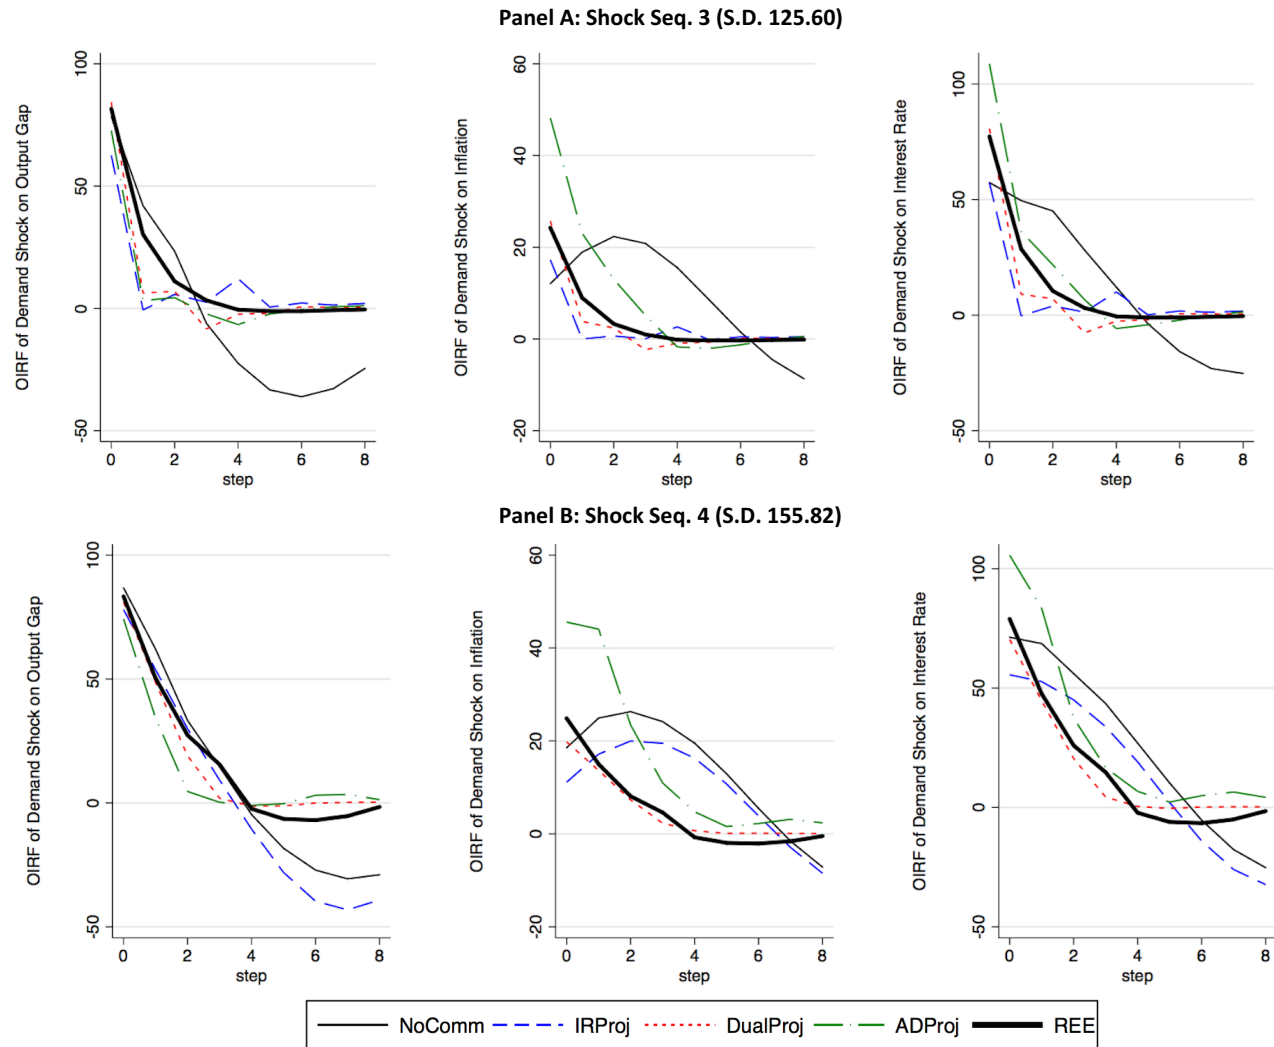 Panel A: Shock Seq. 3 (S.D. 125.60)
OIRF of Demand Shock on Output Gap
100
50
0
-50
0 2 4 6 8
step
OIRF of Demand Shock on Inflation
60
40
20
0
-20
0 2 4 6 8
step
OIRF of Demand Shock on Interest Rate
100
50
0
-50
0 2 4 6 8
step
Panel B: Shock Seq. 4 (S.D. 155.82)
OIRF of Demand Shock on Output Gap
100
50
0
-50
0 2 4 6 8
step
OIRF of Demand Shock on Inflation
60
40
20
0
-20
0 2 4 6 8
step
OIRF of Demand Shock on Interest Rate
100
50
0
-50
0 2 4 6 8
step
NoComm IRProj DualProj ADProj REE